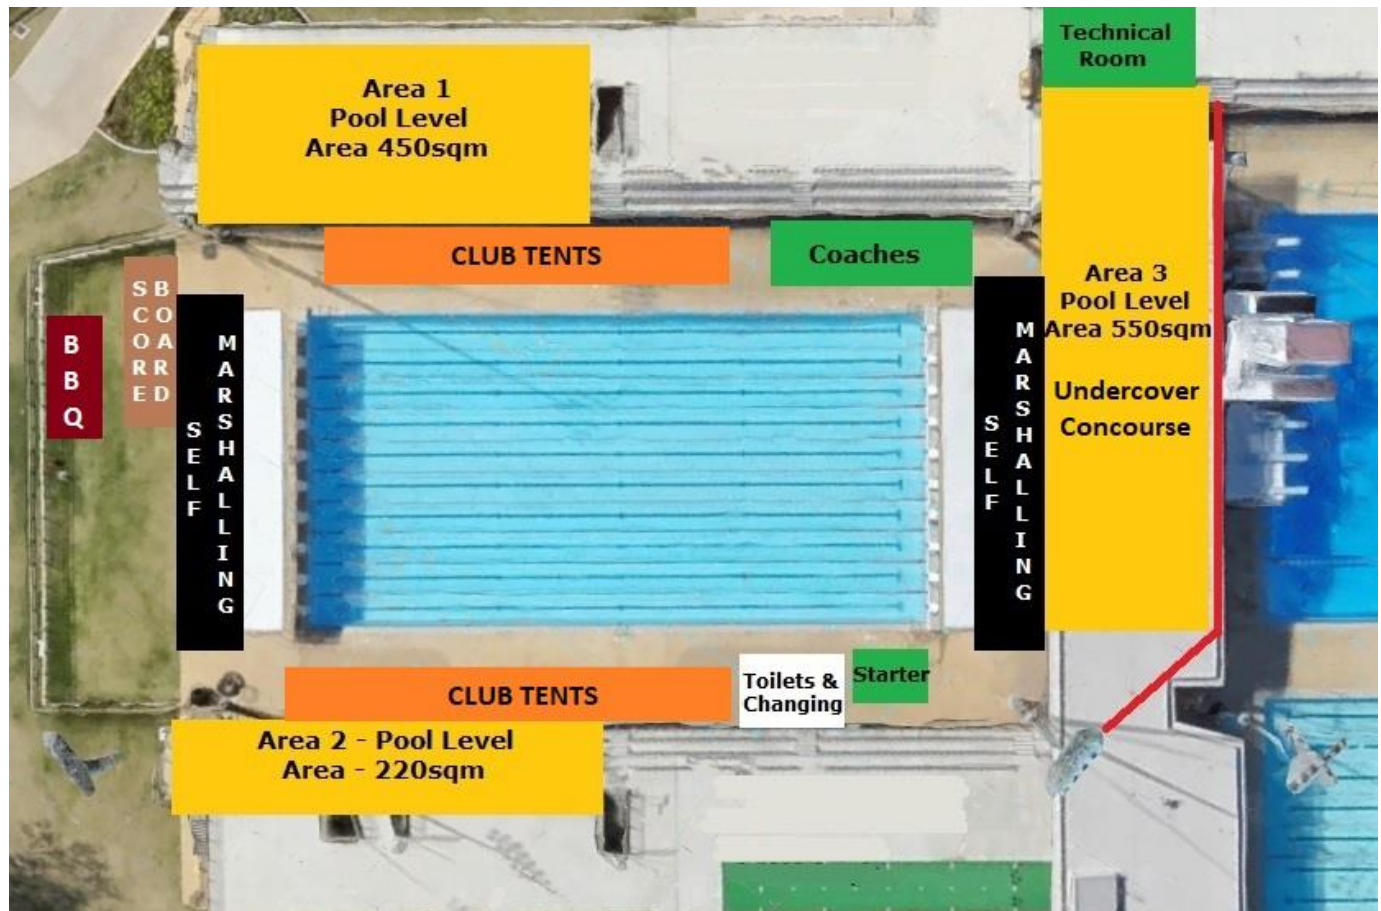 Technical
Room
Area 1
Pool Level
Area 450sqm
CLUB TENTS
Coaches
SCORE
BOARD
BBQ
SELF
MARSHALLING
SELF
MARSHALLING
Area 3
Pool Level
Area 550sqm
Undercover
Concourse
CLUB TENTS
Toilets &
Changing
Starter
Area 2 - Pool Level
Area - 220sqm